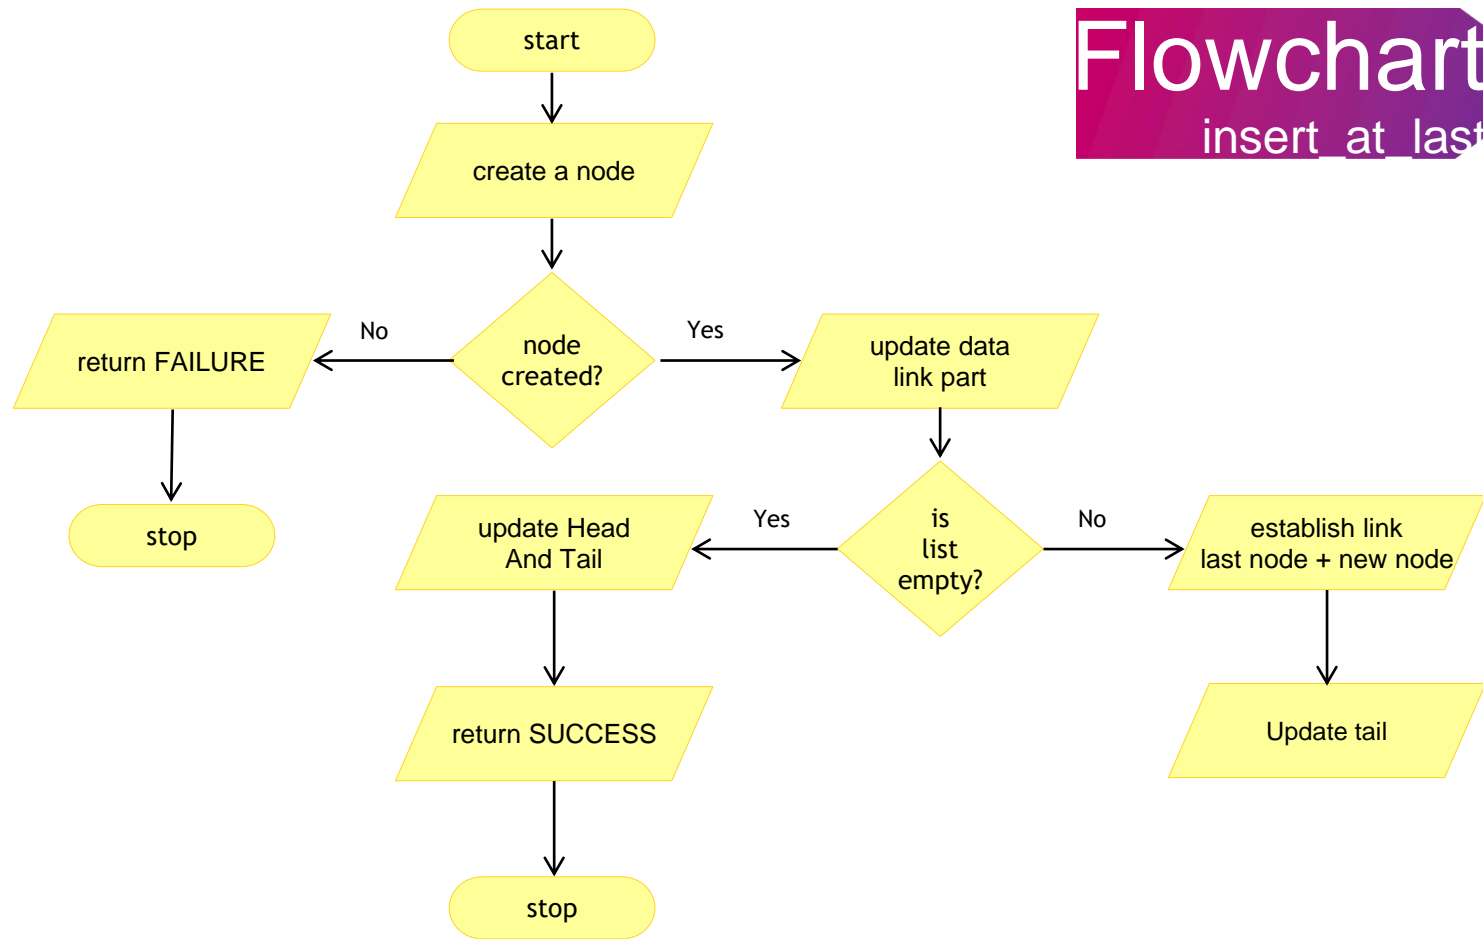 Flowchart
insert_at_last
start
create a node
node
created?
No
Yes
return FAILURE
stop
update data
link part
is
list
empty?
Yes
No
update Head
And Tail
return SUCCESS
stop
establish link
last node + new node
Update tail